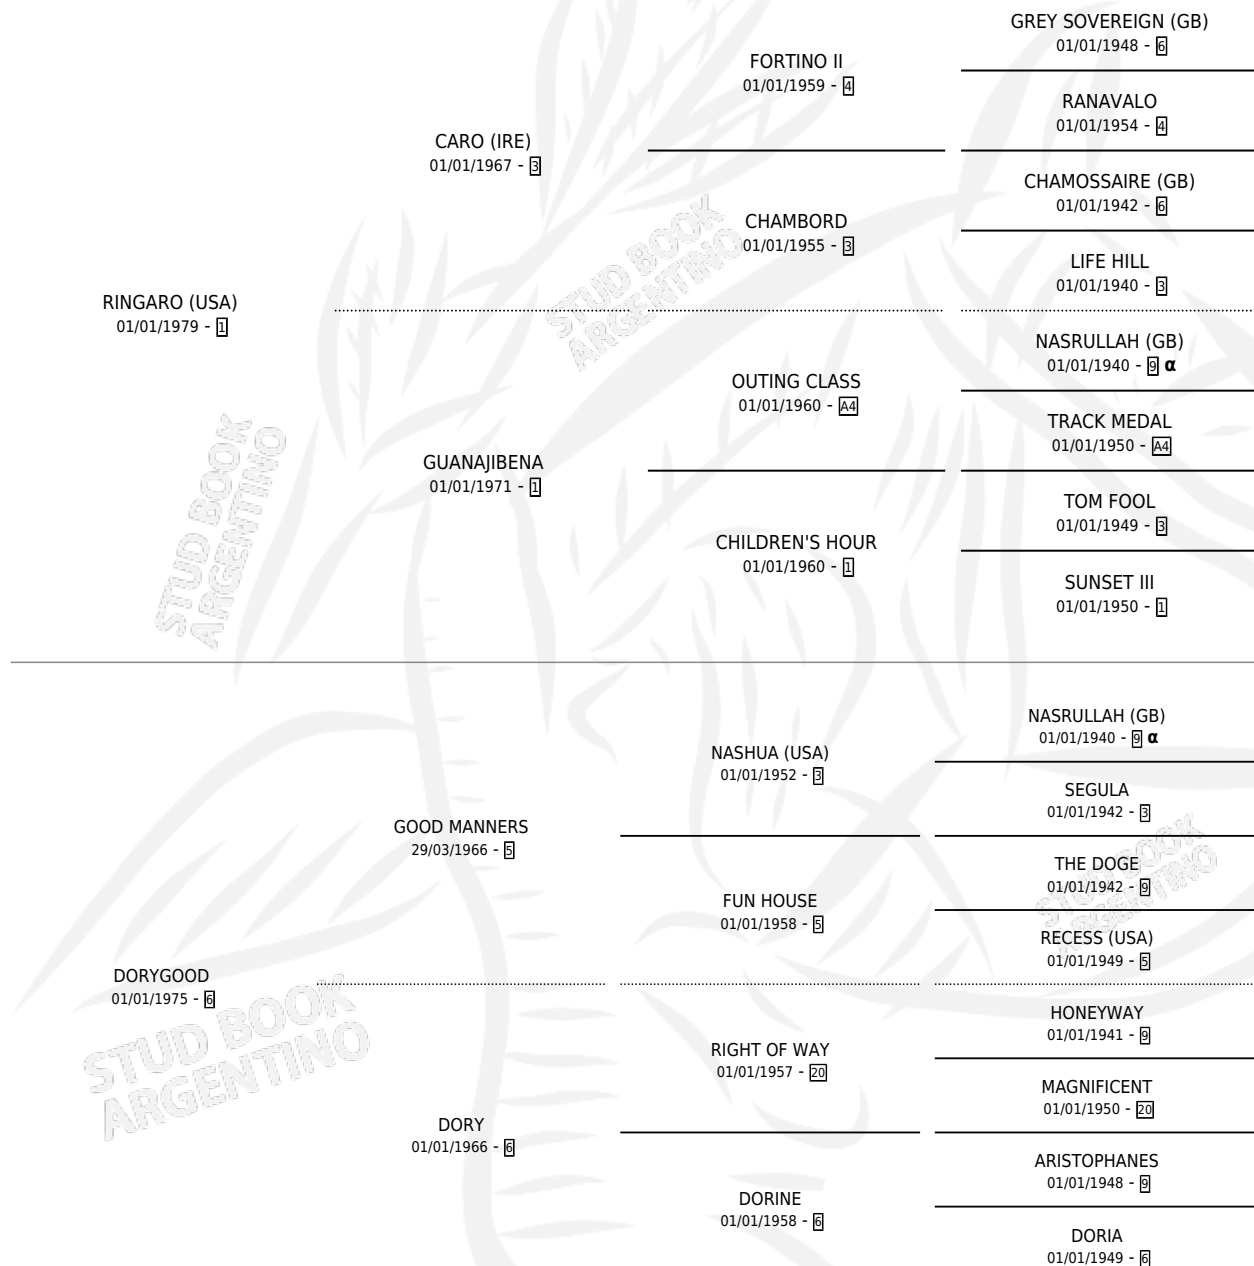 GREY SOVEREIGN (GB)
01/01/1948 - 6
FORTINO II
01/01/1959 - 4
RANAVALO
01/01/1954 - 4
CARO (IRE)
01/01/1967 - 3
CHAMOSSAIRE (GB)
01/01/1942 - 6
CHAMBORD
01/01/1955 - 3
LIFE HILL
01/01/1940 - 3
RINGARO (USA)
01/01/1979 - 1
NASRULLAH (GB)
01/01/1940 - 9 α
OUTING CLASS
01/01/1960 - A4
TRACK MEDAL
01/01/1950 - A4
GUANAJIBENA
01/01/1971 - 1
TOM FOOL
01/01/1949 - 3
CHILDREN'S HOUR
01/01/1960 - 1
SUNSET III
01/01/1950 - 1
STUD BOOK
ARGENTINO
STUD BOOK
ARGENTINO
NASRULLAH (GB)
01/01/1940 - 9 α
NASHUA (USA)
01/01/1952 - 3
SEGULA
01/01/1942 - 3
GOOD MANNERS
29/03/1966 - 5
THE DOGE
01/01/1942 - 9
FUN HOUSE
01/01/1958 - 5
RECESS (USA)
01/01/1949 - 5
DORYGOOD
01/01/1975 - 6
HONEYWAY
01/01/1941 - 9
RIGHT OF WAY
01/01/1957 - 20
MAGNIFICENT
01/01/1950 - 20
DORY
01/01/1966 - 6
ARISTOPHANES
01/01/1948 - 9
DORINE
01/01/1958 - 6
DORIA
01/01/1949 - 6
STUD BOOK
ARGENTINO
STUD BOOK
ARGENTINO